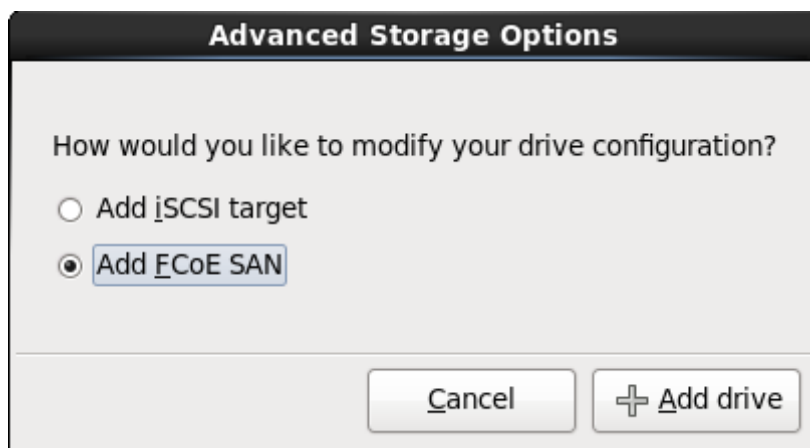 Advanced Storage Options
How would you like to modify your drive configuration?
Add iSCSI target
Add FCoE SAN
Cancel
Add drive